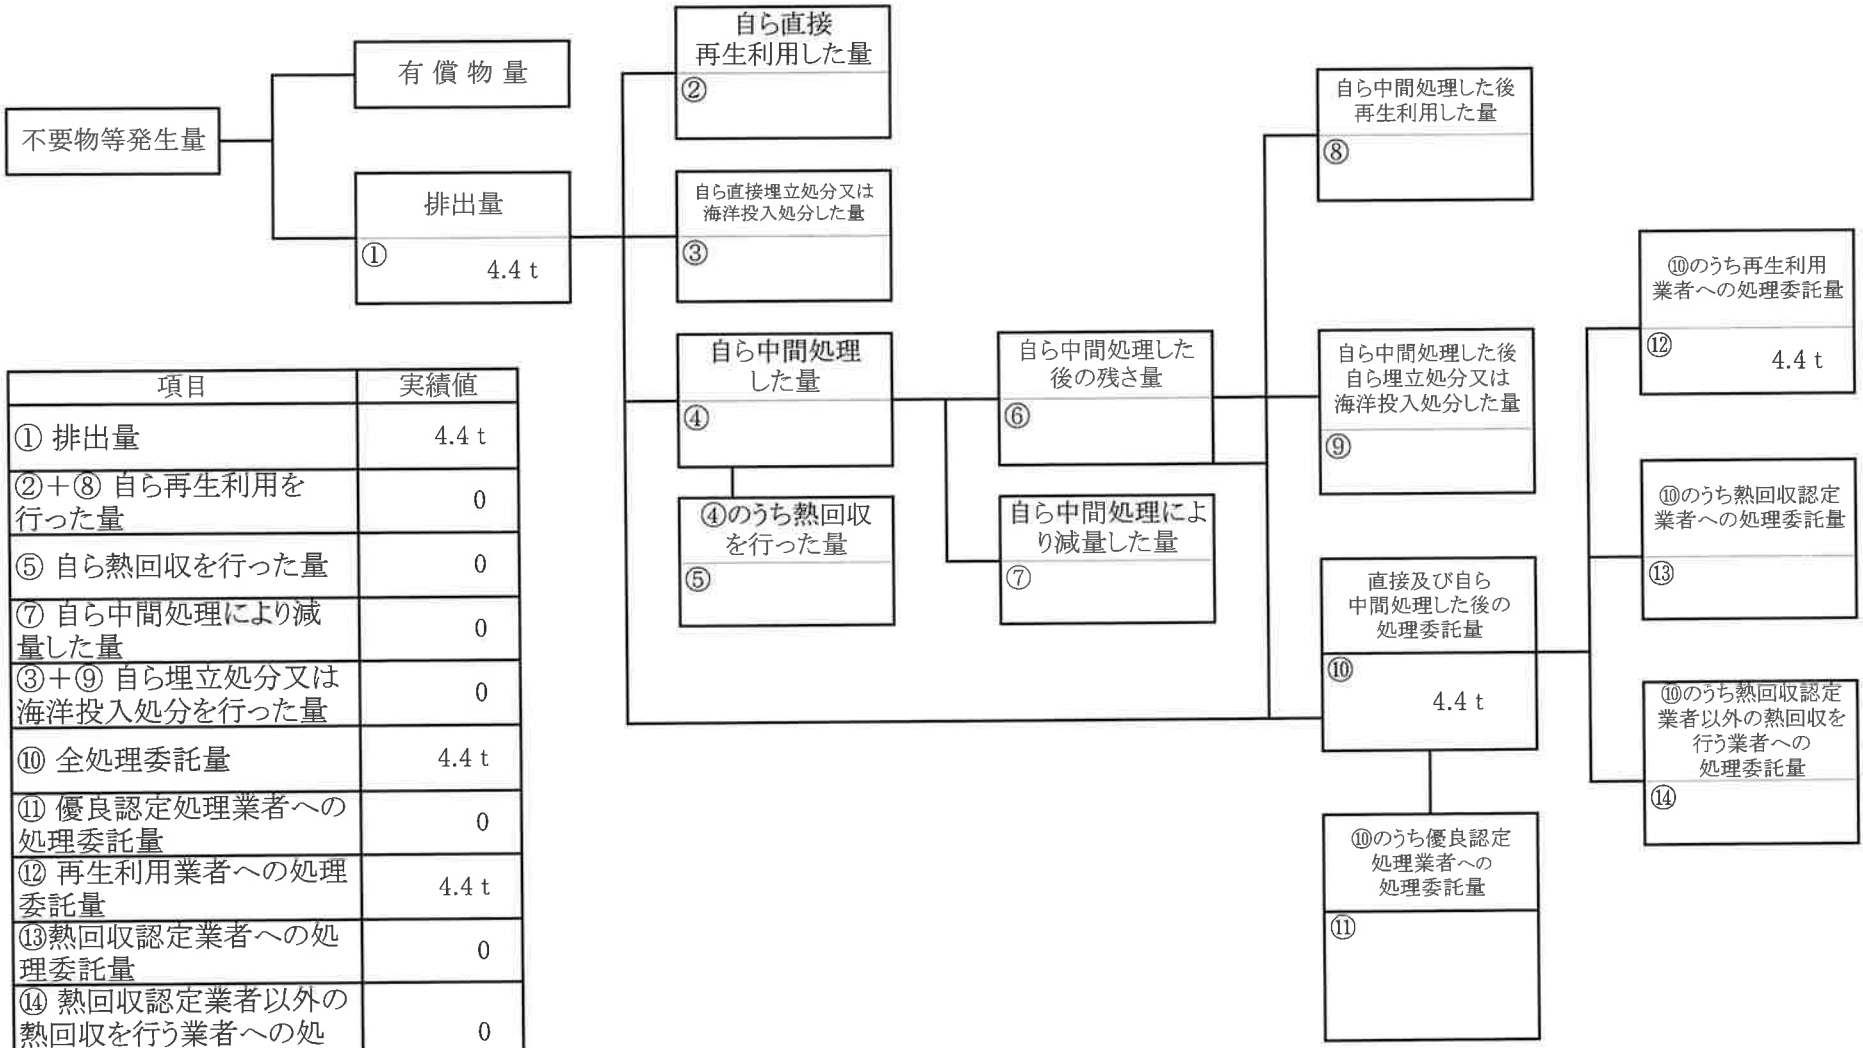 不要物等発生量
有償物量
排出量
①
4.4 t
自ら直接
再生利用した量
②
自ら直接埋立処分又は
海洋投入処分した量
③
自ら中間処理
した量
④
④のうち熱回収
を行った量
⑤
自ら中間処理した
後の残さ量
⑥
自ら中間処理によ
り減量した量
⑦
自ら中間処理した後
再生利用した量
⑧
自ら中間処理した後
自ら埋立処分又は
海洋投入処分した量
⑨
直接及び自ら
中間処理した後の
処理委託量
⑩
4.4 t
⑩のうち優良認定
処理業者への
処理委託量
⑪
⑩のうち再生利用
業者への処理委託量
⑫
4.4 t
⑩のうち熱回収認定
業者への処理委託量
⑬
⑩のうち熱回収認定
業者以外の熱回収を
行う業者への
処理委託量
⑭
項目 実績値
① 排出量 4.4 t
②＋⑧ 自ら再生利用を
行った量 0
⑤ 自ら熱回収を行った量 0
⑦ 自ら中間処理により減
量した量 0
③＋⑨ 自ら埋立処分又は
海洋投入処分を行った量 0
⑩ 全処理委託量 4.4 t
⑪ 優良認定処理業者への
処理委託量 0
⑫ 再生利用業者への処理
委託量 4.4 t
⑬熱回収認定業者への処
理委託量 0
⑭ 熱回収認定業者以外の
熱回収を行う業者への処 0